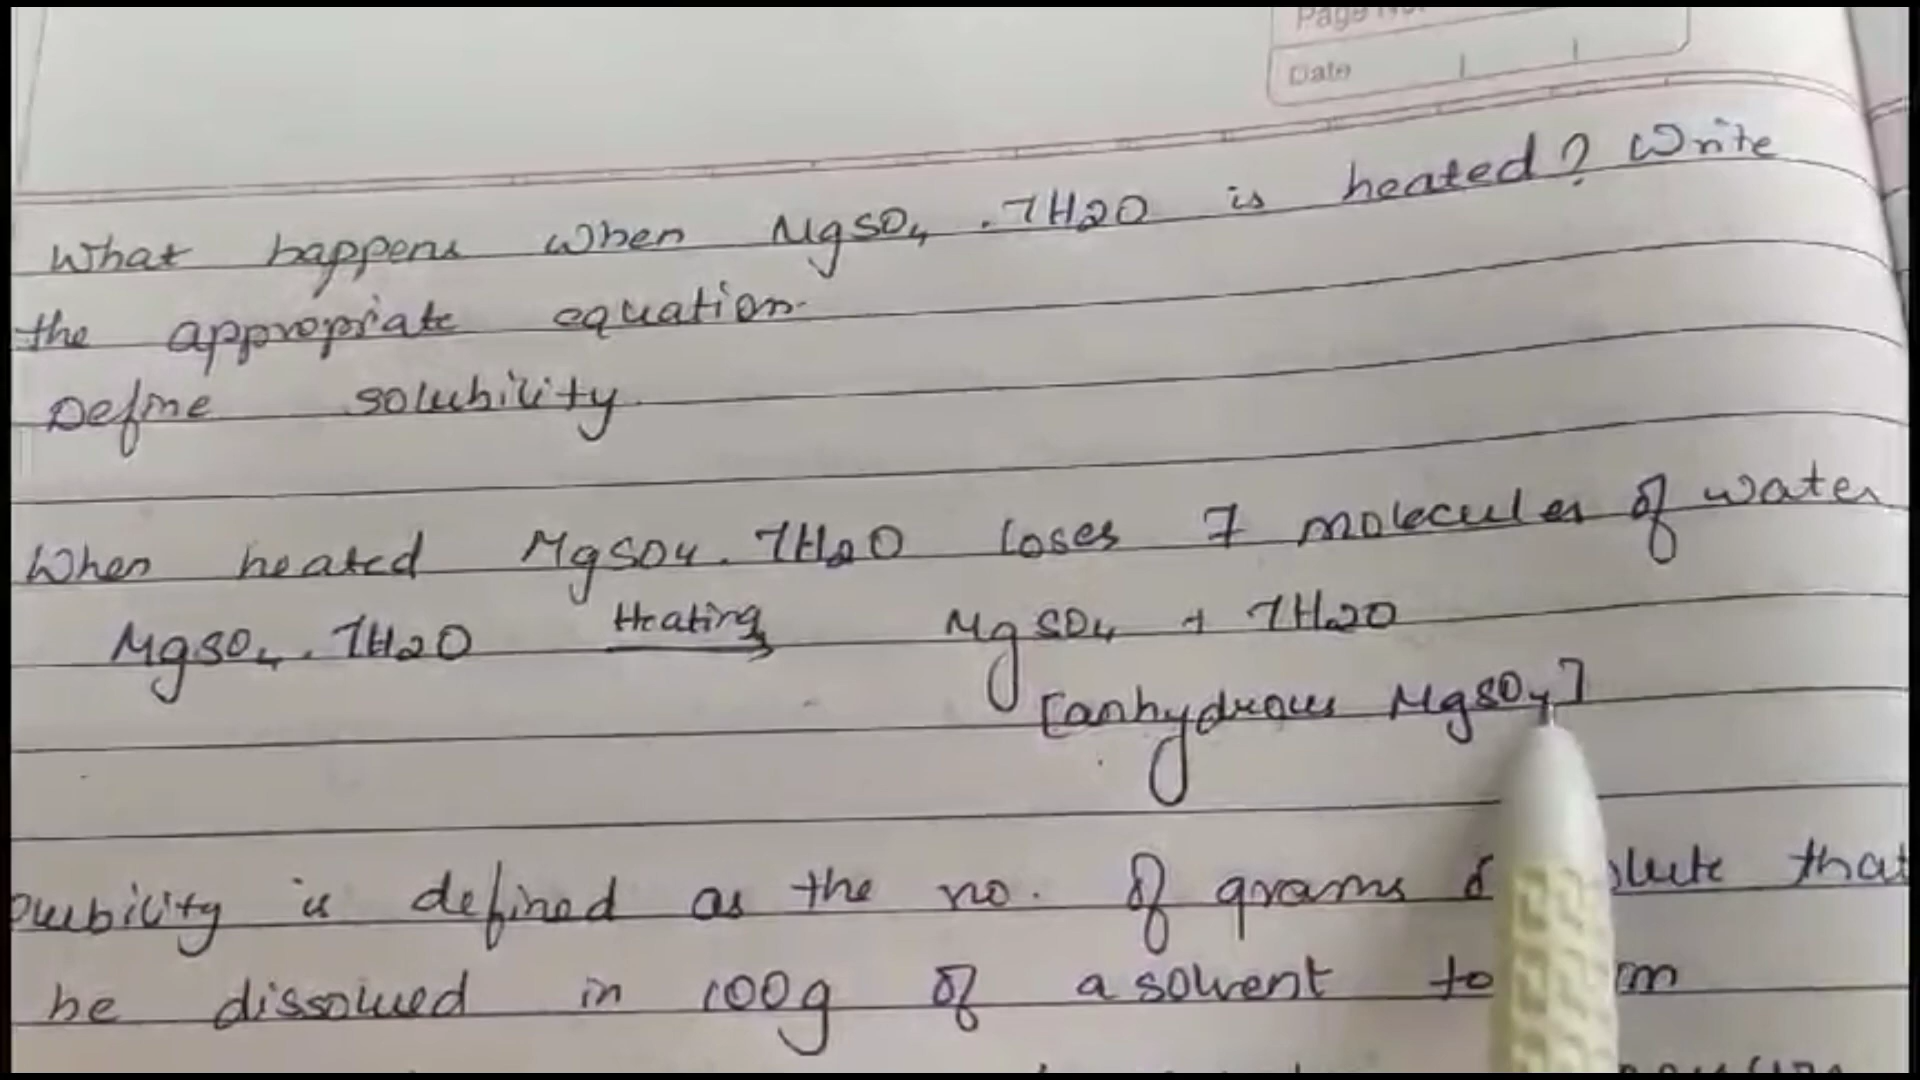 Page No.
Date
What happens when MgSO4 . 7H2O is heated? Write
the appropriate equation.
Define solubility.
When heated MgSO4. 7H2O loses 7 molecules of water
MgSO4. 7H2O Heating MgSO4 + 7H2O
[anhydrous MgSO4]
is defined as the no. of grams that
be dissolved in 100g of a solvent to